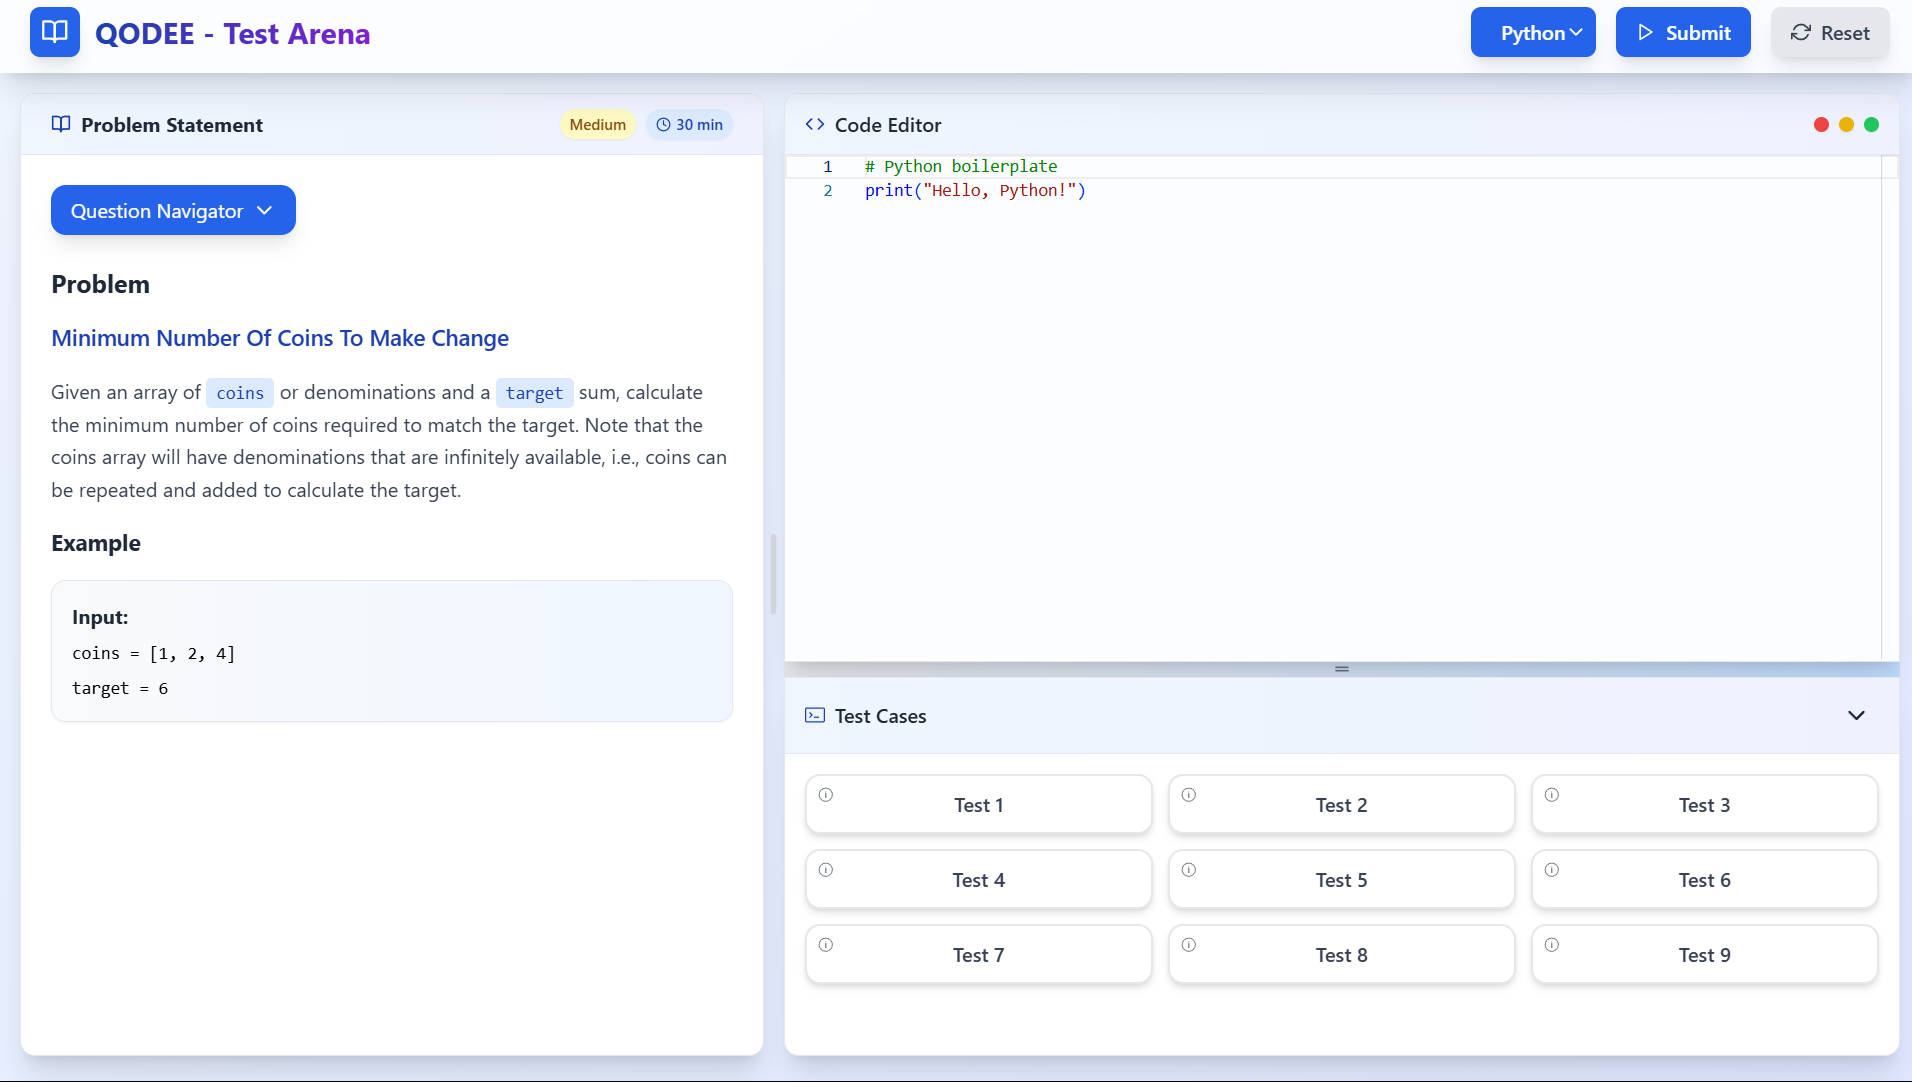 QODEE - Test Arena
Python
Submit
Reset
Problem Statement
Medium
30 min
Question Navigator
Problem
Minimum Number Of Coins To Make Change
Given an array of coins or denominations and a target sum, calculate
the minimum number of coins required to match the target. Note that the
coins array will have denominations that are infinitely available, i.e., coins can
be repeated and added to calculate the target.
Example
Input:
coins = [1, 2, 4]
target = 6
Code Editor
1 # Python boilerplate
2 print("Hello, Python!")
Test Cases
Test 1
Test 2
Test 3
Test 4
Test 5
Test 6
Test 7
Test 8
Test 9